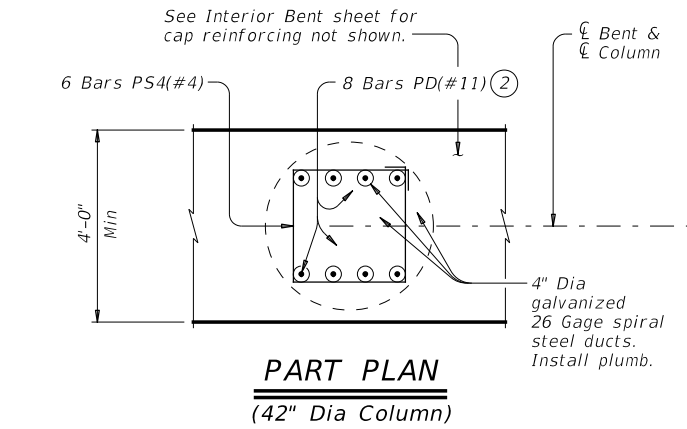 See Interior Bent sheet for
cap reinforcing not shown.
℄ Bent &
℄ Column
6 Bars PS4(#4)
8 Bars PD(#11) 2
4'-0"
Min
4" Dia
galvanized
26 Gage spiral
steel ducts.
Install plumb.
PART PLAN
(42" Dia Column)